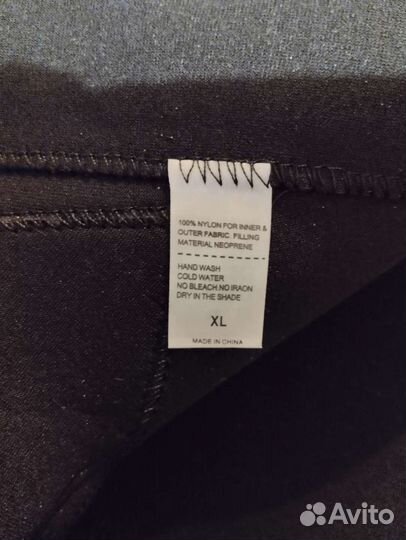 100% NYLON FOR INNER &
OUTER FABRIC. FILLING
MATERIAL NEOPRENE
HAND WASH
COLD WATER
NO BLEACH.NO IRAON
DRY IN THE SHADE
XL
MADE IN CHINA
Avito